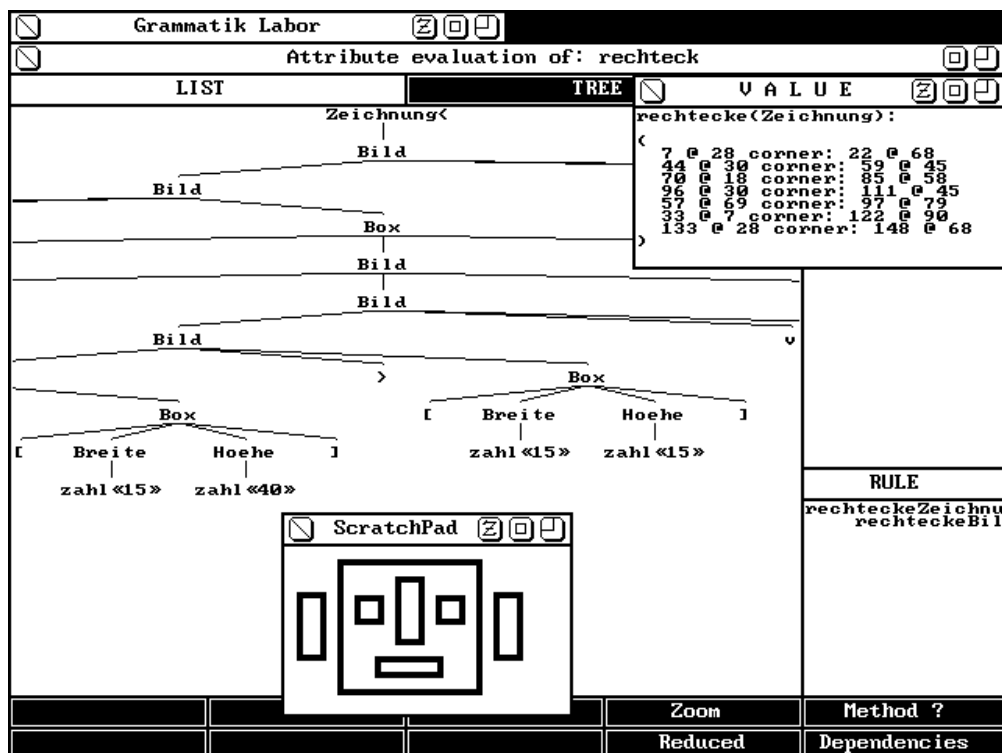 Grammatik Labor
Attribute evaluation of: rechteck
LIST
TREE
V A L U E
rechtecke(Zeichnung):
(
7 @ 28 corner: 22 @ 68
44 @ 30 corner: 59 @ 45
70 @ 18 corner: 85 @ 58
96 @ 30 corner: 111 @ 45
57 @ 69 corner: 97 @ 79
33 @ 7 corner: 122 @ 90
133 @ 28 corner: 148 @ 68
)
Zeichnung<
Bild
Bild
Box
Bild
Bild
Bild v
> Box
Box [ Breite Hoehe ]
[ Breite Hoehe ] zahl«15» zahl«15»
zahl«15» zahl«40»
RULE
rechteckeZeichnu
rechteckeBil
ScratchPad
Zoom Method ?
Reduced Dependencies